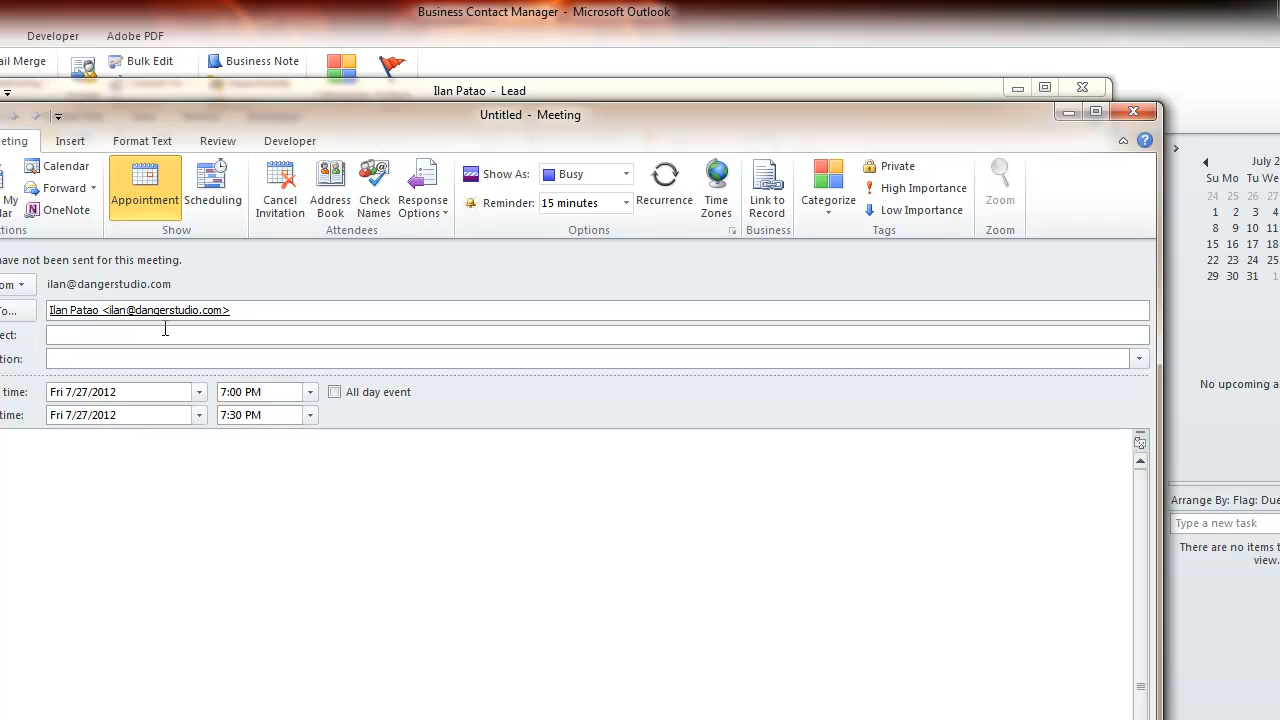 Business Contact Manager - Microsoft Outlook
Developer Adobe PDF
ail Merge Bulk Edit Business Note
Ilan Patao - Lead
Untitled - Meeting
eeting Insert Format Text Review Developer
Calendar Show As: Busy Private
Forward High Importance
My OneNote Reminder: 15 minutes Low Importance
dar Appointment Scheduling Cancel Invitation Address Book Check Names Response Options Recurrence Time Zones Link to Record Categorize Zoom
ctions Show Attendees Options Business Tags Zoom
have not been sent for this meeting.
om ilan@dangerstudio.com
o... Ilan Patao <ilan@dangerstudio.com>
ect:
tion:
time: Fri 7/27/2012 7:00 PM All day event
time: Fri 7/27/2012 7:30 PM
July 2
Su Mo Tu We
24 25 26 27
1 2 3 4
8 9 10 11
15 16 17 18
22 23 24 25
29 30 31 1
No upcoming a
Arrange By: Flag: Due
Type a new task
There are no items t
view.